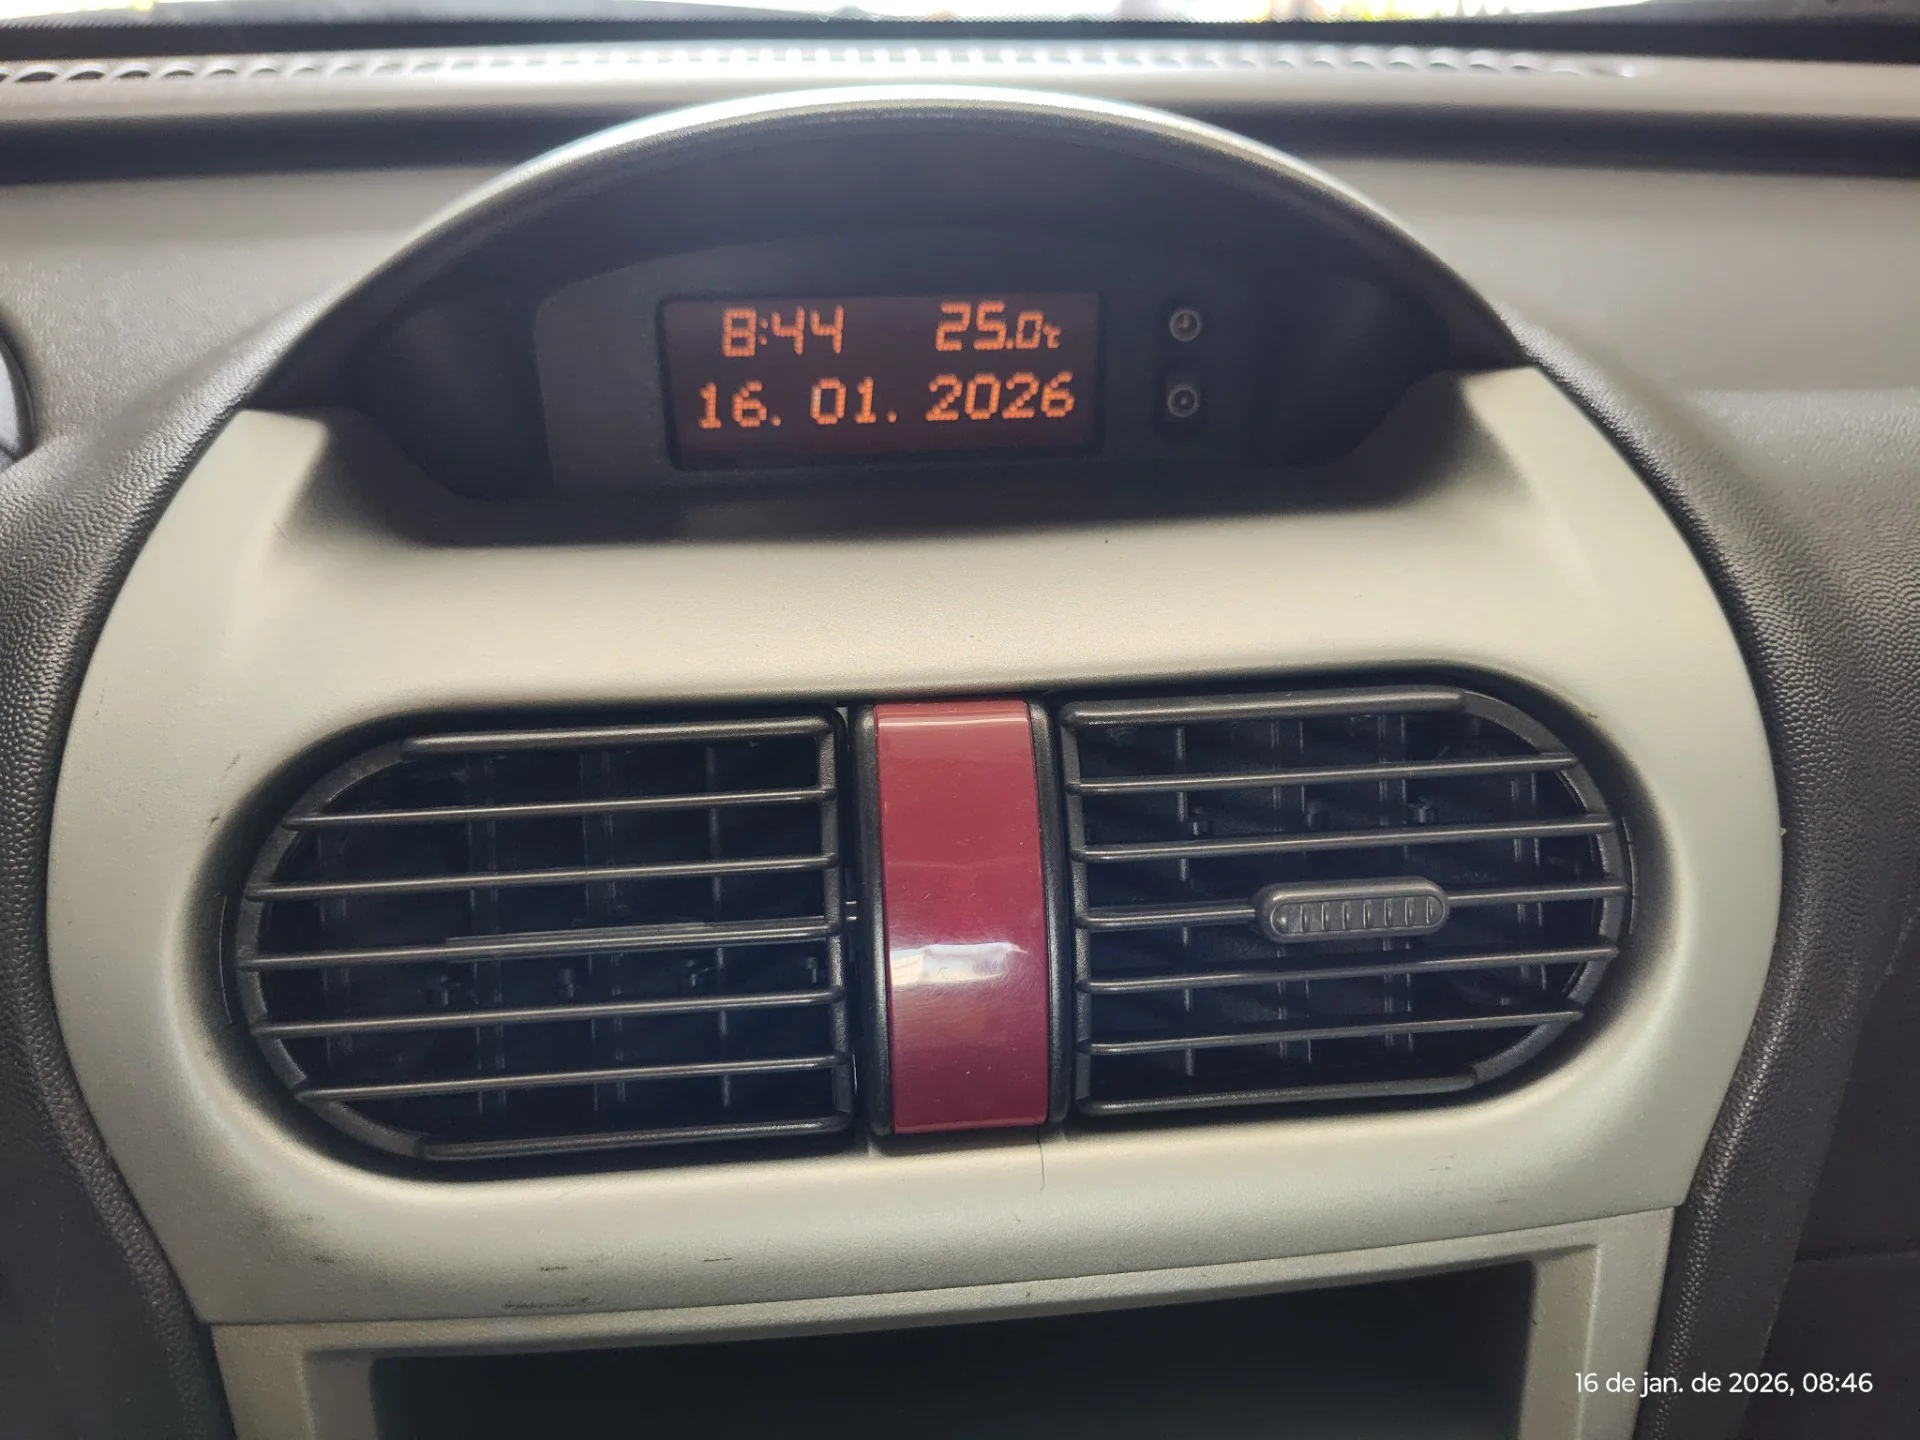 8:44 25.0℃
16. 01. 2026
16 de jan. de 2026, 08:46